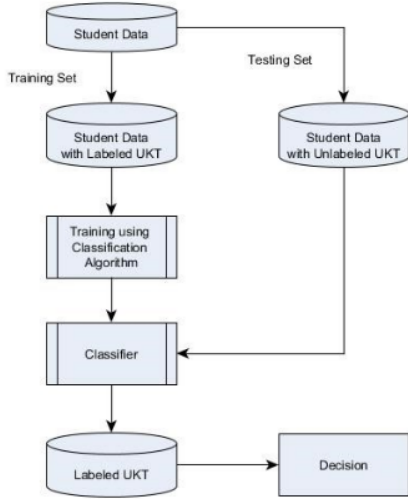 Student Data
Training Set
Testing Set
Student Data
with Labeled UKT
Student Data
with Unlabeled UKT
Training using
Classification
Algorithm
Classifier
Labeled UKT
Decision